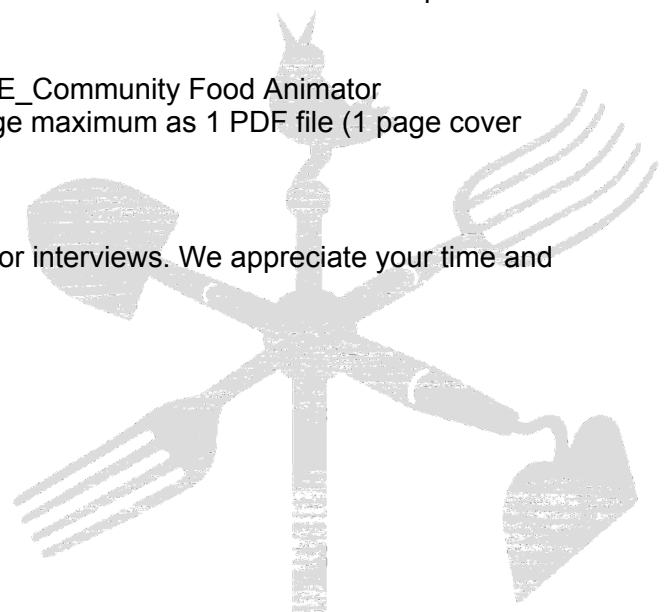 E_Community Food Animator
ge maximum as 1 PDF file (1 page cover
or interviews. We appreciate your time and